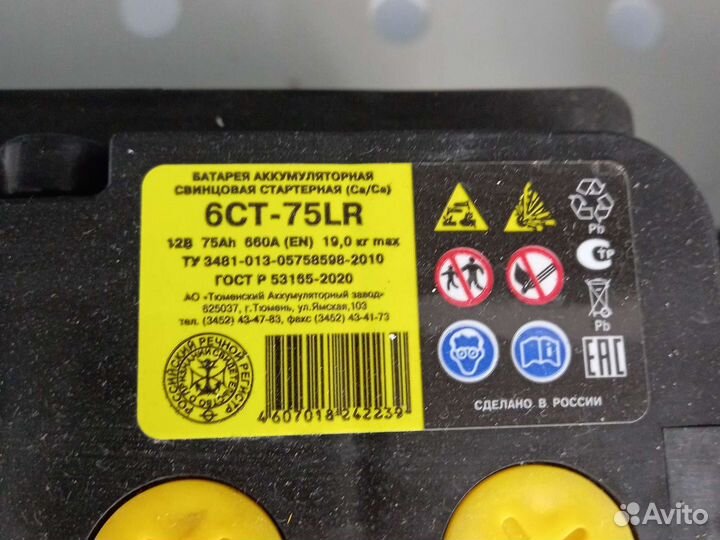 БАТАРЕЯ АККУМУЛЯТОРНАЯ
СВИНЦОВАЯ СТАРТЕРНАЯ (Ca/Ca)
6СТ-75LR
12В 75Ah 660А (EN) 19,0 кг max
ТУ 3481-013-05758598-2010
ГОСТ Р 53165-2020
АО «Тюменский Аккумуляторный завод»
625037, г.Тюмень, ул.Ямская,103
тел. (3452) 43-47-83, факс (3452) 43-41-73
РОССИЙСКИЙ РЕЧНОЙ РЕГИСТР
4607018242239
Pb
СТР
Pb
EAC
СДЕЛАНО В РОССИИ
Avito